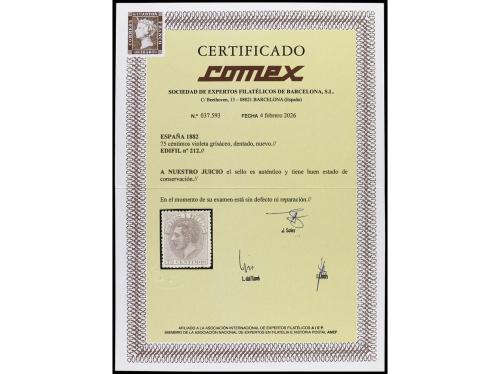 CERTIFICADO
comex
SOCIEDAD DE EXPERTOS FILATÉLICOS DE BARCELONA, S.L.
C/ Beethoven, 13 - 08021 BARCELONA (España)
N.º 037.593 FECHA 4 febrero 2026
ESPAÑA 1882
75 céntimos violeta grisáceo, dentado, nuevo.//
EDIFIL nº 212.//
A NUESTRO JUICIO el sello es auténtico y tiene buen estado de
conservación.//
En el momento de su examen está sin defecto ni reparación.//
J. Soler
75 CENTIMOS
AFILIADO A LA ASOCIACIÓN INTERNACIONAL DE EXPERTOS FILATÉLICOS A I E P.
MIEMBRO DE LA ASOCIACIÓN NACIONAL DE EXPERTOS EN FILATELIA E HISTORIA POSTAL ANEF.